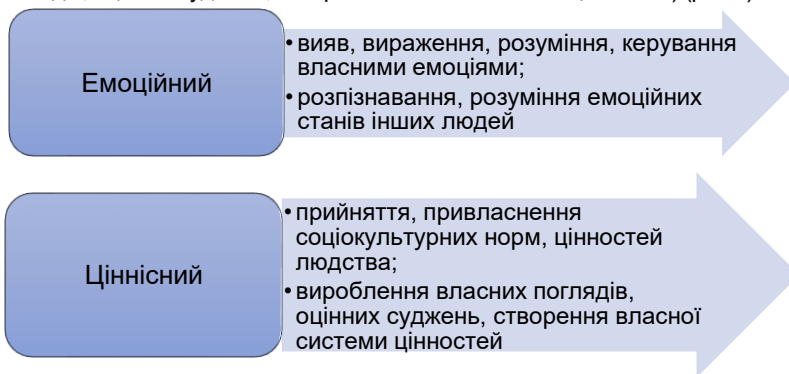 Емоційний
• вияв, вираження, розуміння, керування
власними емоціями;
• розпізнавання, розуміння емоційних
станів інших людей
Ціннісний
• прийняття, привласнення
соціокультурних норм, цінностей
людства;
• вироблення власних поглядів,
оцінних суджень, створення власної
системи цінностей